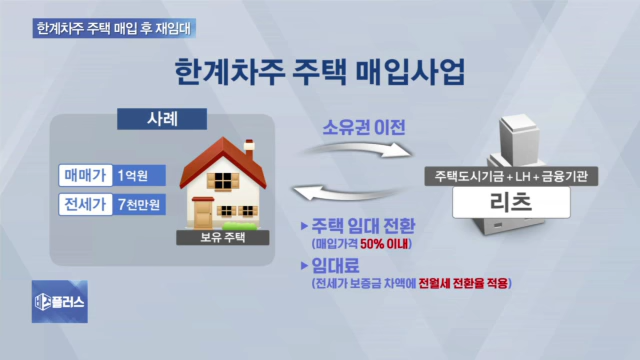 한계차주 주택 매입 후 재임대
한계차주 주택 매입사업
사례
매매가 1억원
전세가 7천만원
보유 주택
소유권 이전
주택도시기금 + LH + 금융기관
리츠
▶주택 임대 전환
(매입가격 50% 이내)
▶임대료
(전세가 보증금 차액에 전월세 전환율 적용)
플러스